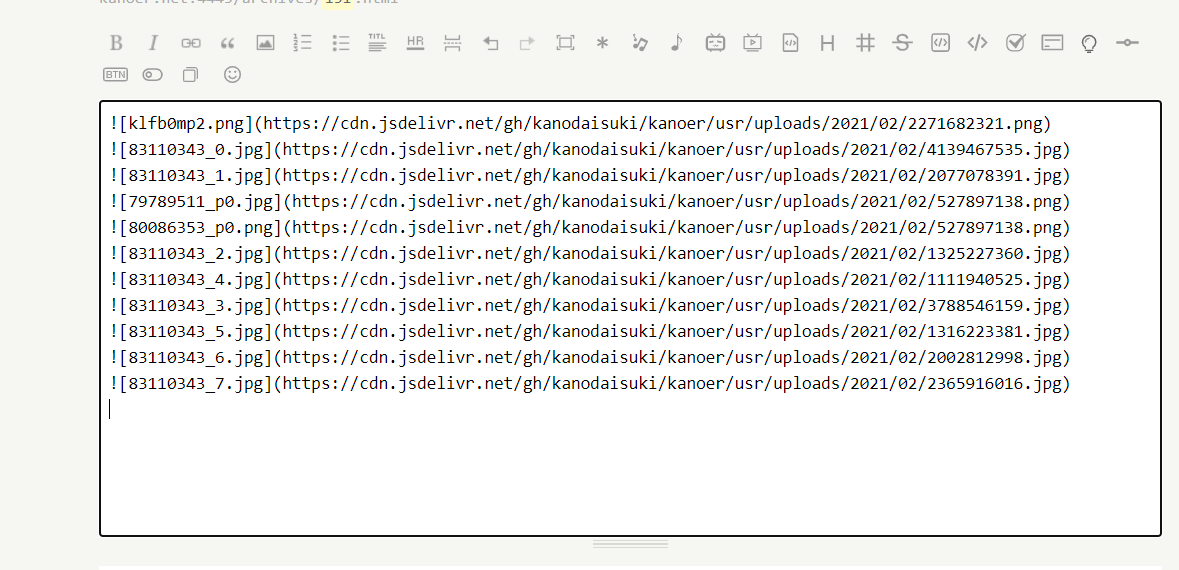 kanoer.net:4443/archives/151.html
B I TITL HR H # S
BTN
![klfb0mp2.png](https://cdn.jsdelivr.net/gh/kanodaisuki/kanoer/usr/uploads/2021/02/2271682321.png)
![83110343_0.jpg](https://cdn.jsdelivr.net/gh/kanodaisuki/kanoer/usr/uploads/2021/02/4139467535.jpg)
![83110343_1.jpg](https://cdn.jsdelivr.net/gh/kanodaisuki/kanoer/usr/uploads/2021/02/2077078391.jpg)
![79789511_p0.jpg](https://cdn.jsdelivr.net/gh/kanodaisuki/kanoer/usr/uploads/2021/02/527897138.png)
![80086353_p0.png](https://cdn.jsdelivr.net/gh/kanodaisuki/kanoer/usr/uploads/2021/02/527897138.png)
![83110343_2.jpg](https://cdn.jsdelivr.net/gh/kanodaisuki/kanoer/usr/uploads/2021/02/1325227360.jpg)
![83110343_4.jpg](https://cdn.jsdelivr.net/gh/kanodaisuki/kanoer/usr/uploads/2021/02/1111940525.jpg)
![83110343_3.jpg](https://cdn.jsdelivr.net/gh/kanodaisuki/kanoer/usr/uploads/2021/02/3788546159.jpg)
![83110343_5.jpg](https://cdn.jsdelivr.net/gh/kanodaisuki/kanoer/usr/uploads/2021/02/1316223381.jpg)
![83110343_6.jpg](https://cdn.jsdelivr.net/gh/kanodaisuki/kanoer/usr/uploads/2021/02/2002812998.jpg)
![83110343_7.jpg](https://cdn.jsdelivr.net/gh/kanodaisuki/kanoer/usr/uploads/2021/02/2365916016.jpg)